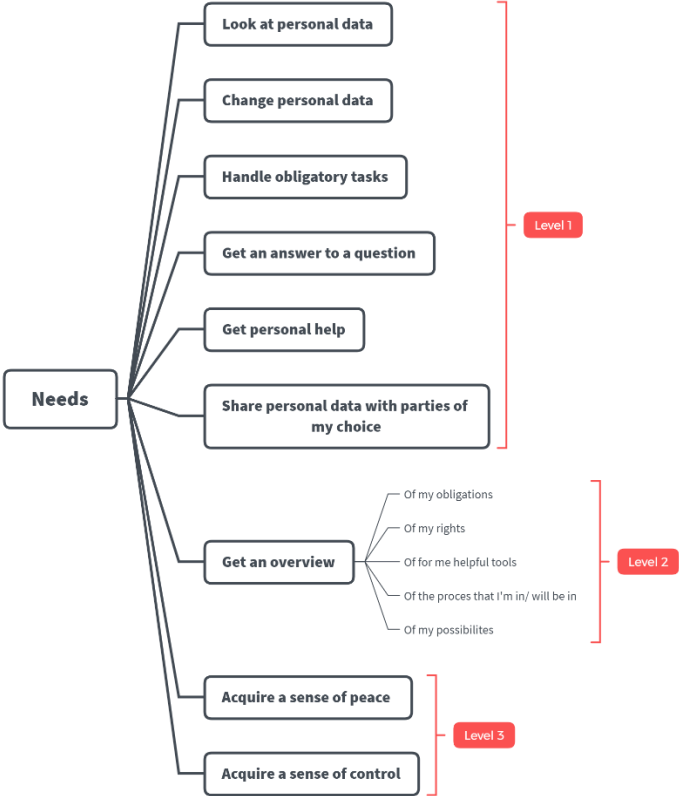 Look at personal data
Change personal data
Handle obligatory tasks
Level 1
Get an answer to a question
Get personal help
Needs
Share personal data with parties of
my choice
Of my obligations
Of my rights
Get an overview
Of for me helpful tools
Level 2
Of the proces that I'm in/ will be in
Of my possibilites
Acquire a sense of peace
Level 3
Acquire a sense of control